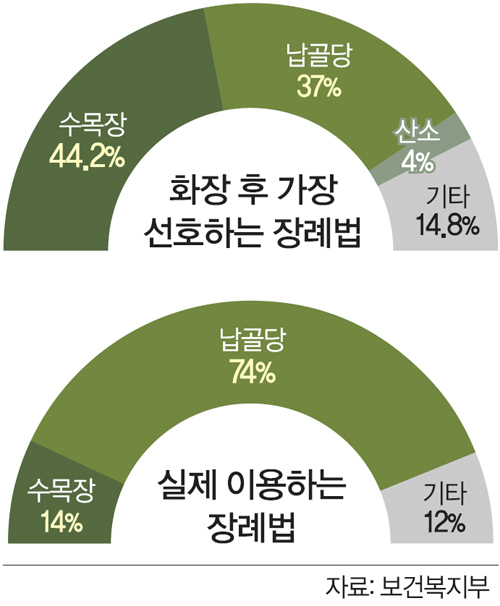 납골당
37%
수목장
44.2%
산소
4%
기타
14.8%
화장 후 가장
선호하는 장례법
납골당
74%
수목장
14%
기타
12%
실제 이용하는
장례법
자료: 보건복지부